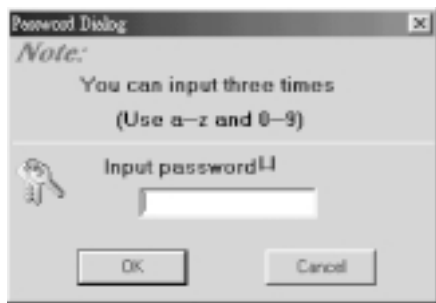 Password Dialog
Note:
You can input three times
(Use a-z and 0-9)
Input password
OK
Cancel